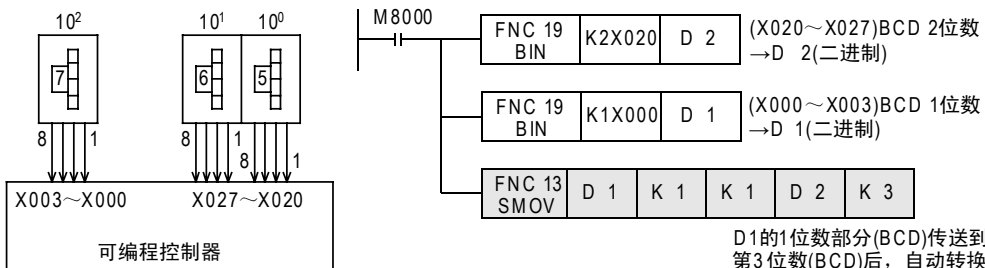 10² 10¹ 10⁰
7 6 5
8 1 8 1 8 1
X003～X000 X027～X020
可编程控制器
M8000
FNC 19 BIN K2X020 D 2
(X020～X027)BCD 2位数
→D 2(二进制)
FNC 19 BIN K1X000 D 1
(X000～X003)BCD 1位数
→D 1(二进制)
FNC 13 SMOV D 1 K 1 K 1 D 2 K 3
D1的1位数部分(BCD)传送到
第3位数(BCD)后，自动转换